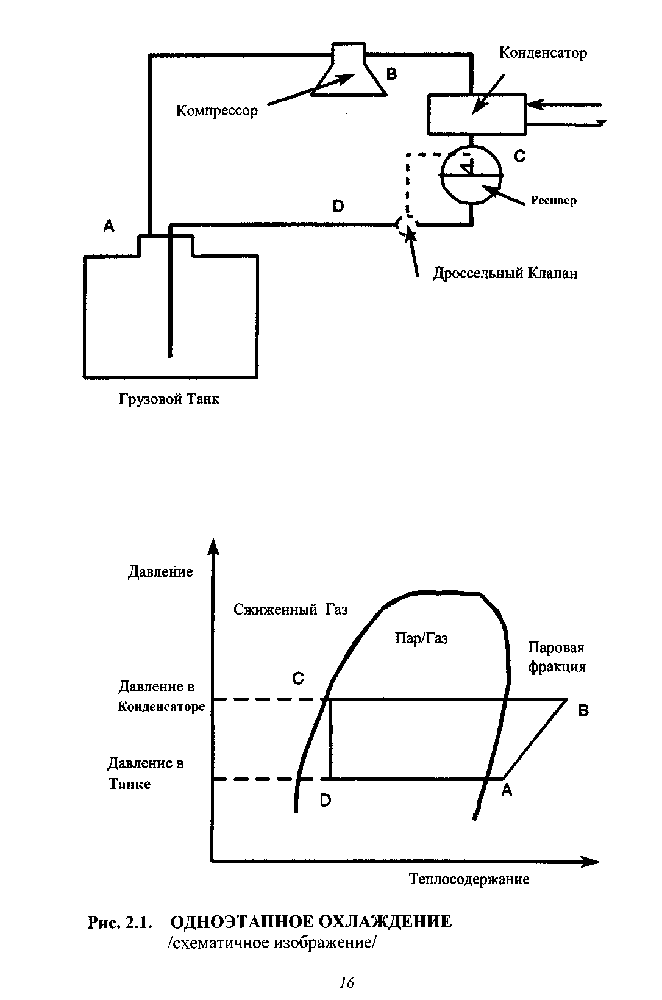 Конденсатор
B
Компрессор
C
Ресивер
D
A
Дроссельный Клапан
Грузовой Танк
Давление
Сжиженный Газ
Пар/Газ
Паровая
фракция
C
Давление в
Конденсаторе
B
Давление в
Танке
A
D
Теплосодержание
Рис. 2.1. ОДНОЭТАПНОЕ ОХЛАЖДЕНИЕ
/схематичное изображение/
16